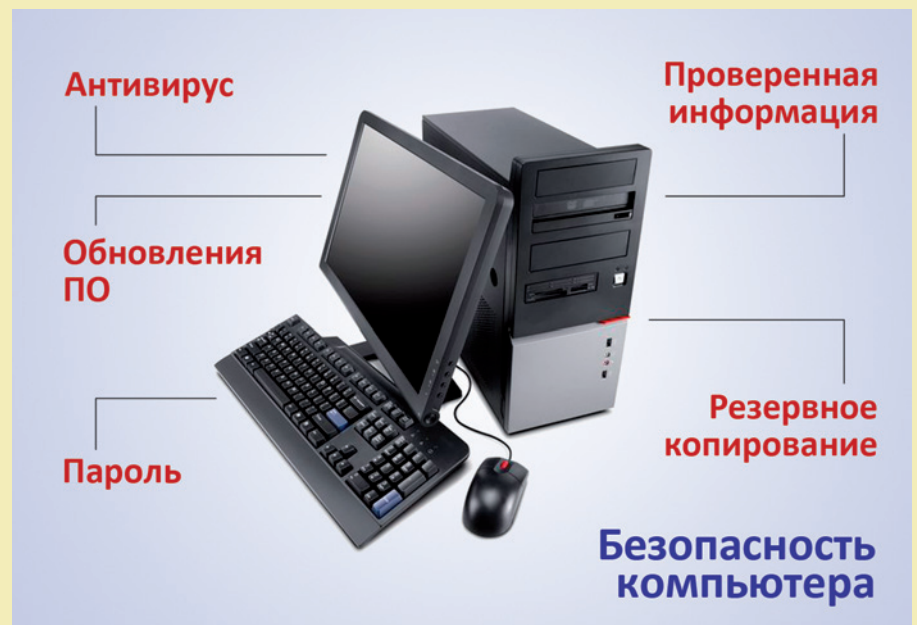 Антивирус
Проверенная
информация
Обновления
ПО
Резервное
копирование
Пароль
Безопасность
компьютера